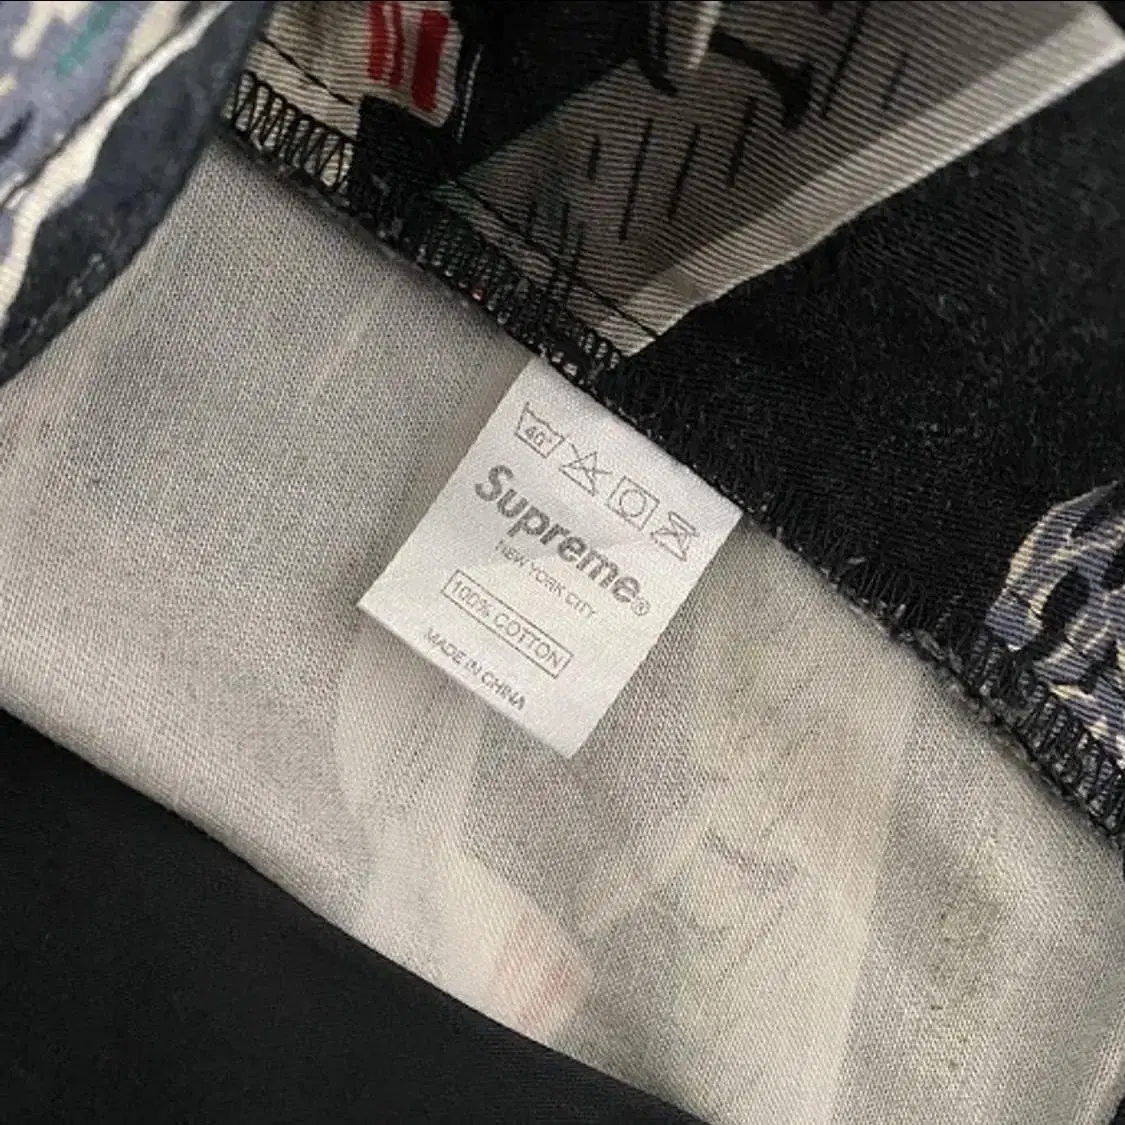 40°
Supreme®
NEW YORK CITY
100% COTTON
MADE IN CHINA